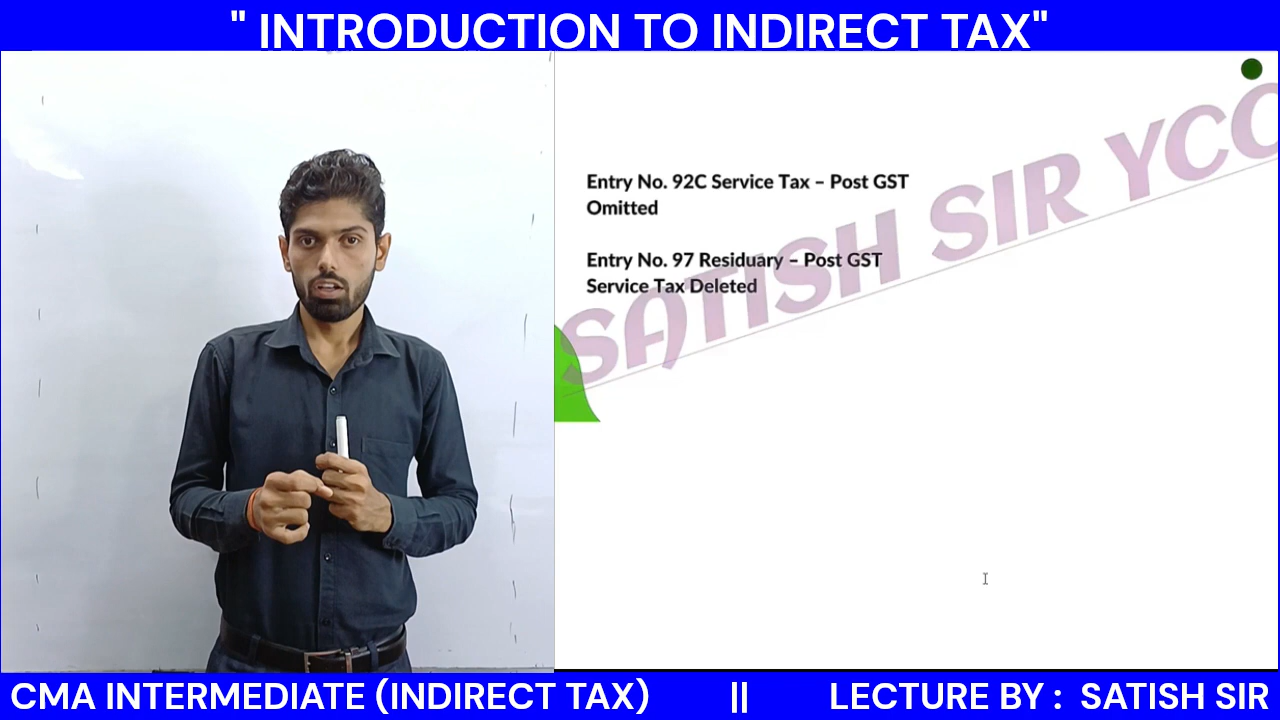 " INTRODUCTION TO INDIRECT TAX"
Entry No. 92C Service Tax – Post GST
Omitted
Entry No. 97 Residuary – Post GST
Service Tax Deleted
SATISH SIR YCC
CMA INTERMEDIATE (INDIRECT TAX) || LECTURE BY : SATISH SIR